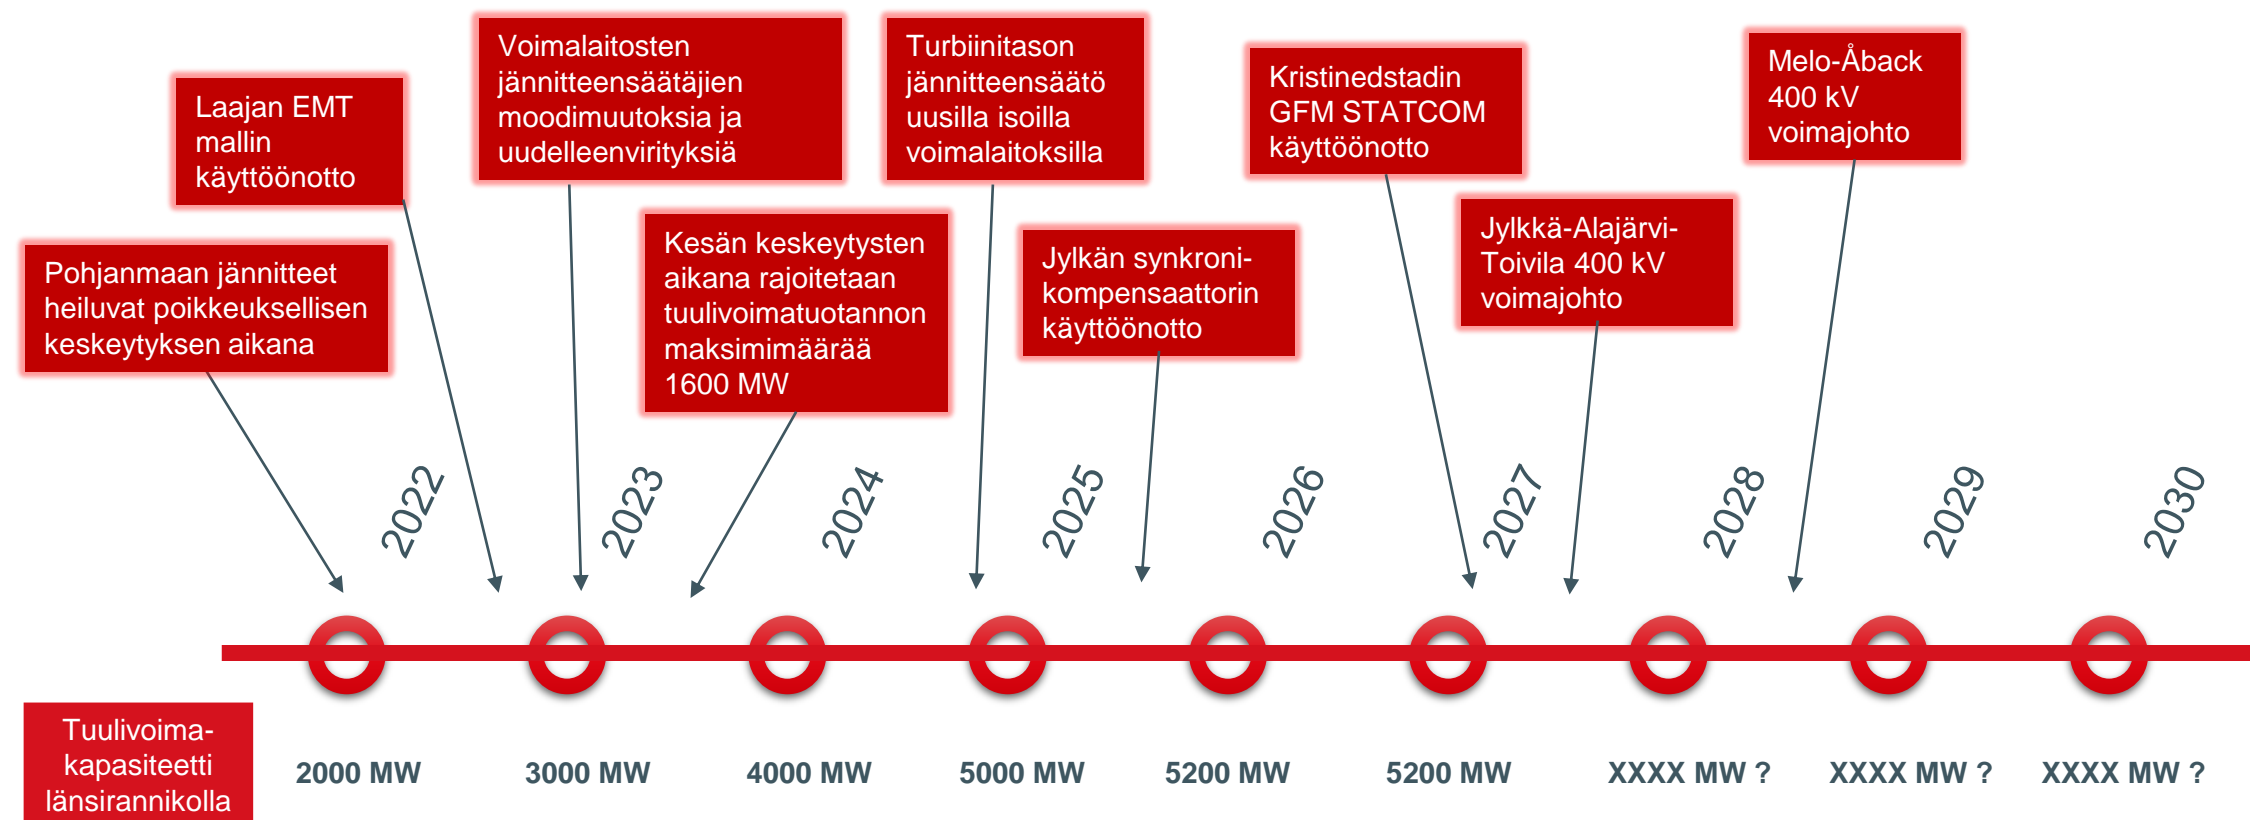 Pohjanmaan jännitteet
heiluvat poikkeuksellisen
keskeytyksen aikana
Laajan EMT
mallin
käyttöönotto
Voimalaitosten
jännitteensäätäjien
moodimuutoksia ja
uudelleenvirityksiä
Kesän keskeytysten
aikana rajoitetaan
tuulivoimatuotannon
maksimimäärää
1600 MW
Turbiinitason
jännitteensäätö
uusilla isoilla
voimalaitoksilla
Jylkän synkroni-
kompensaattorin
käyttöönotto
Kristinedstadin
GFM STATCOM
käyttöönotto
Jylkkä-Alajärvi-
Toivila 400 kV
voimajohto
Melo-Åback
400 kV
voimajohto
2022
2023
2024
2025
2026
2027
2028
2029
2030
Tuulivoima-
kapasiteetti
länsirannikolla
2000 MW
3000 MW
4000 MW
5000 MW
5200 MW
5200 MW
XXXX MW ?
XXXX MW ?
XXXX MW ?